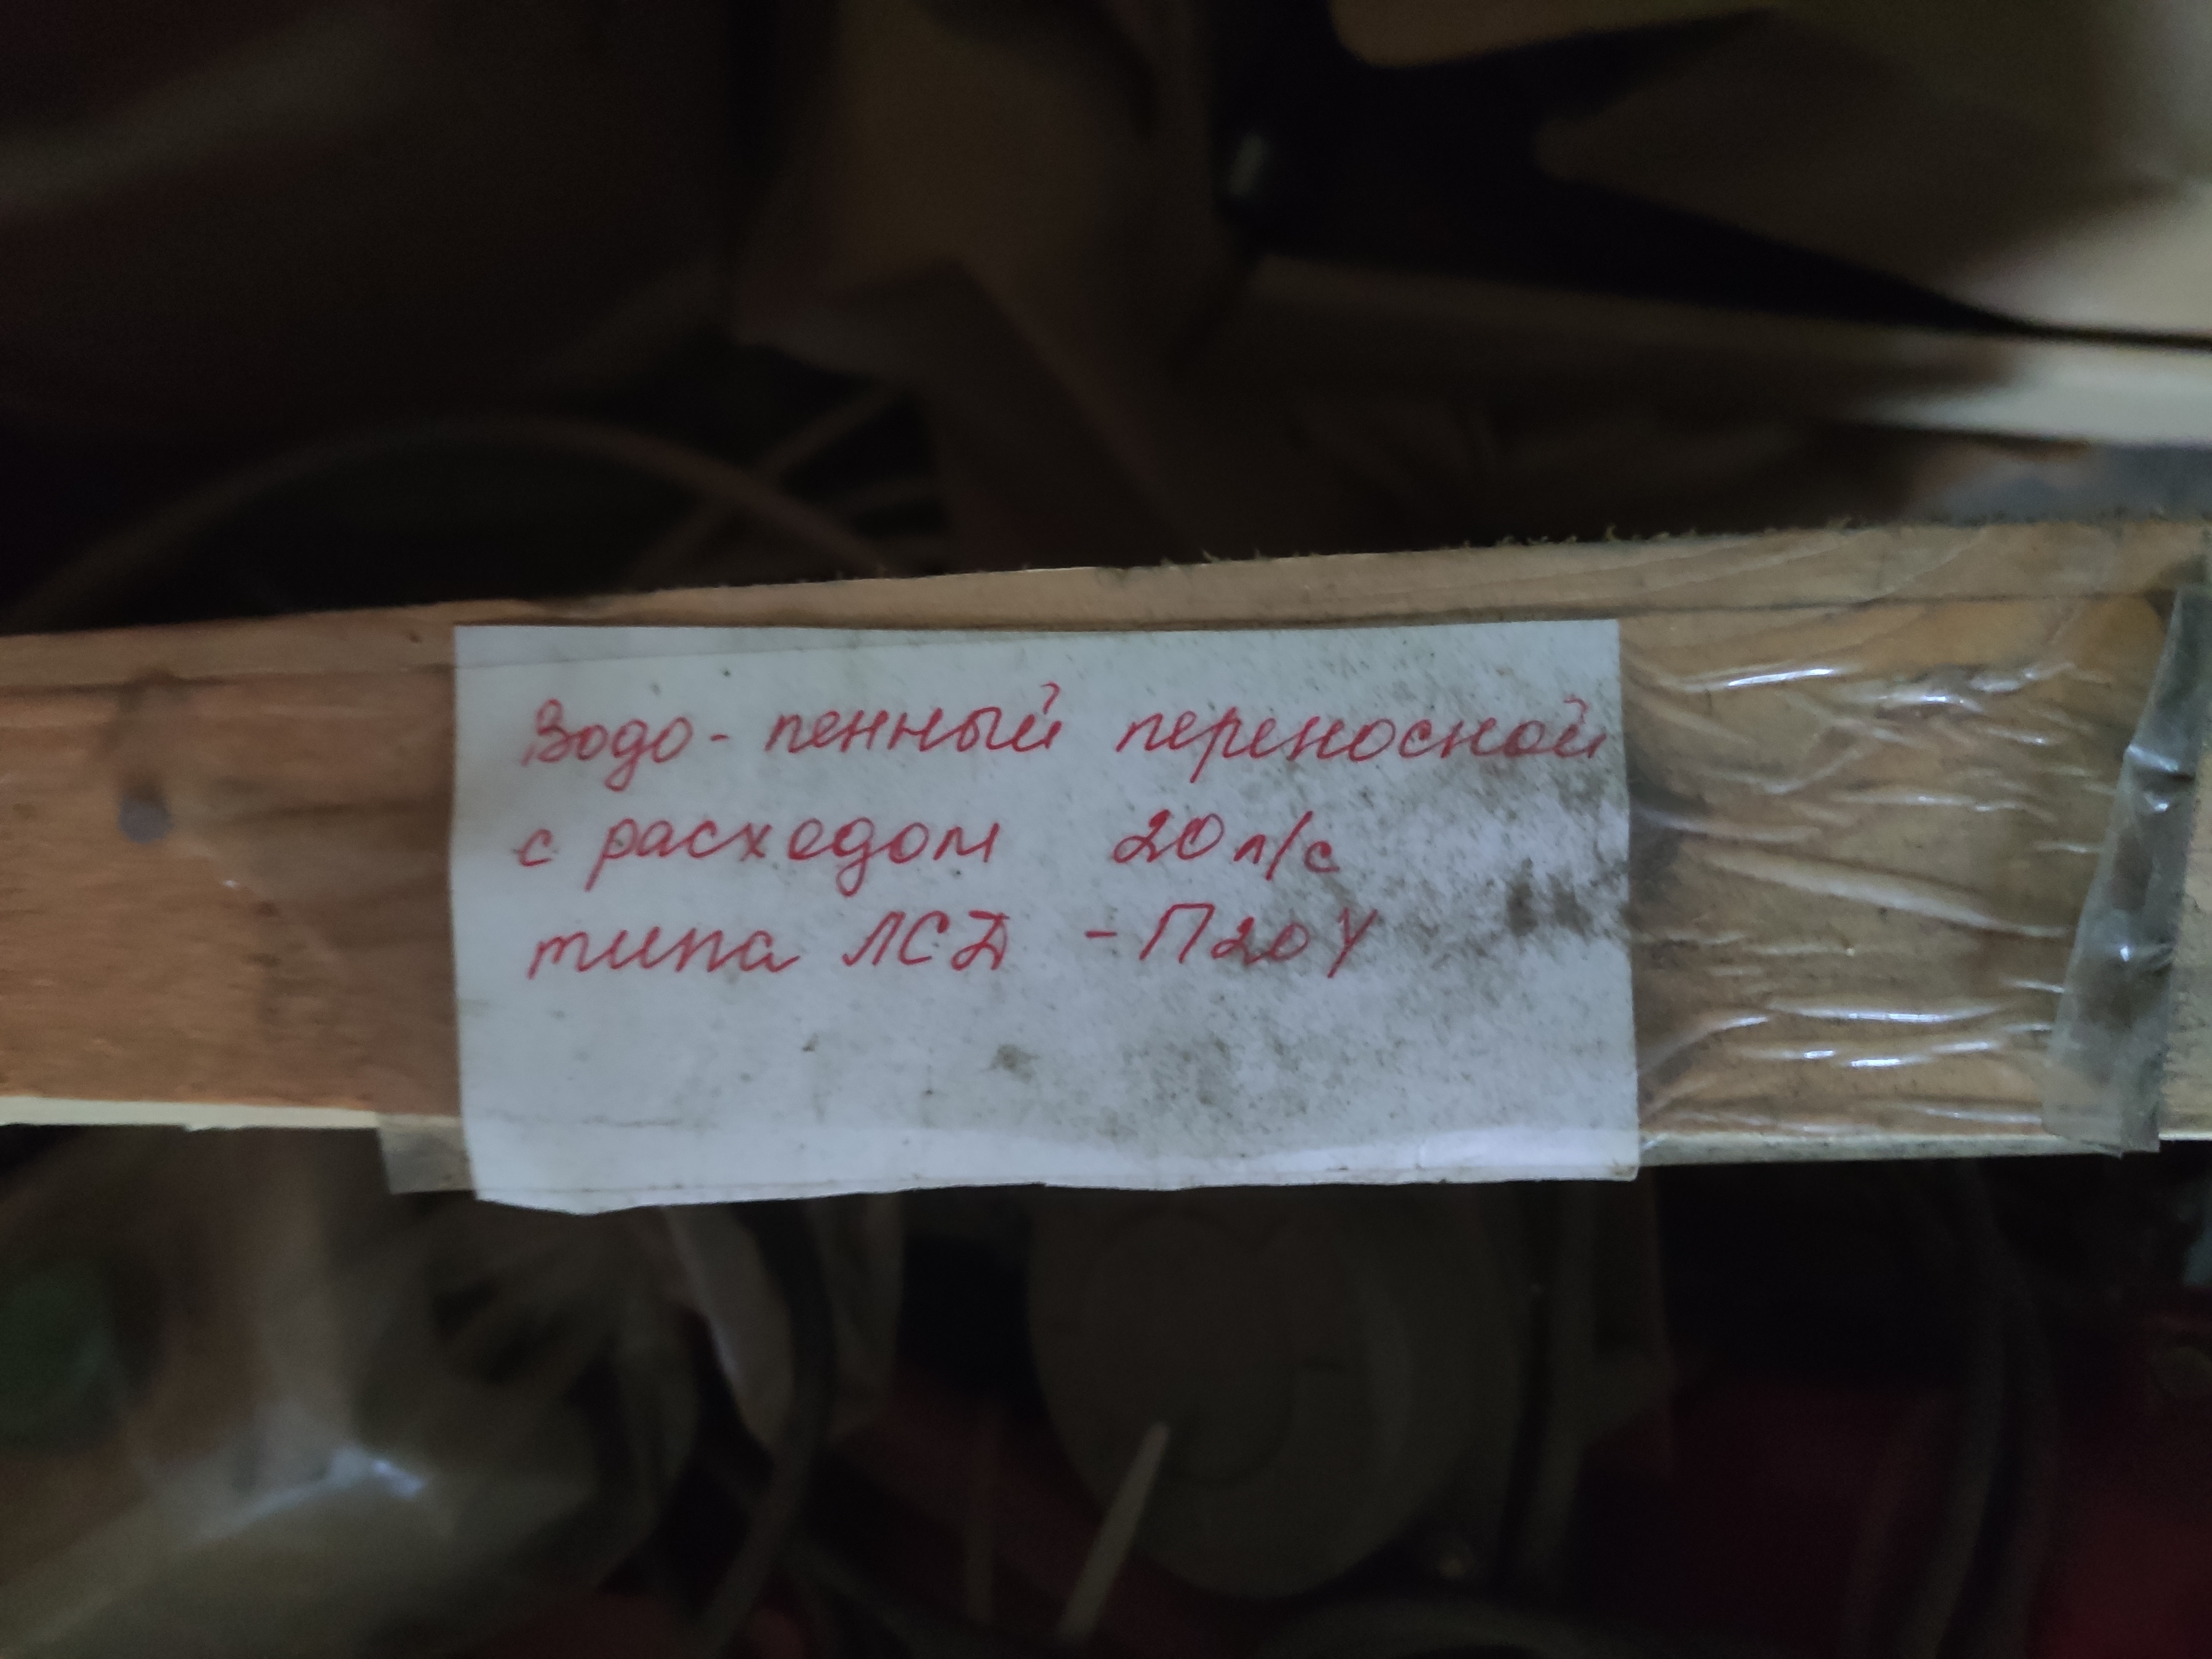 Водо - пенный переносной
с расходом 20 л/с
типа ЛСД - П20У